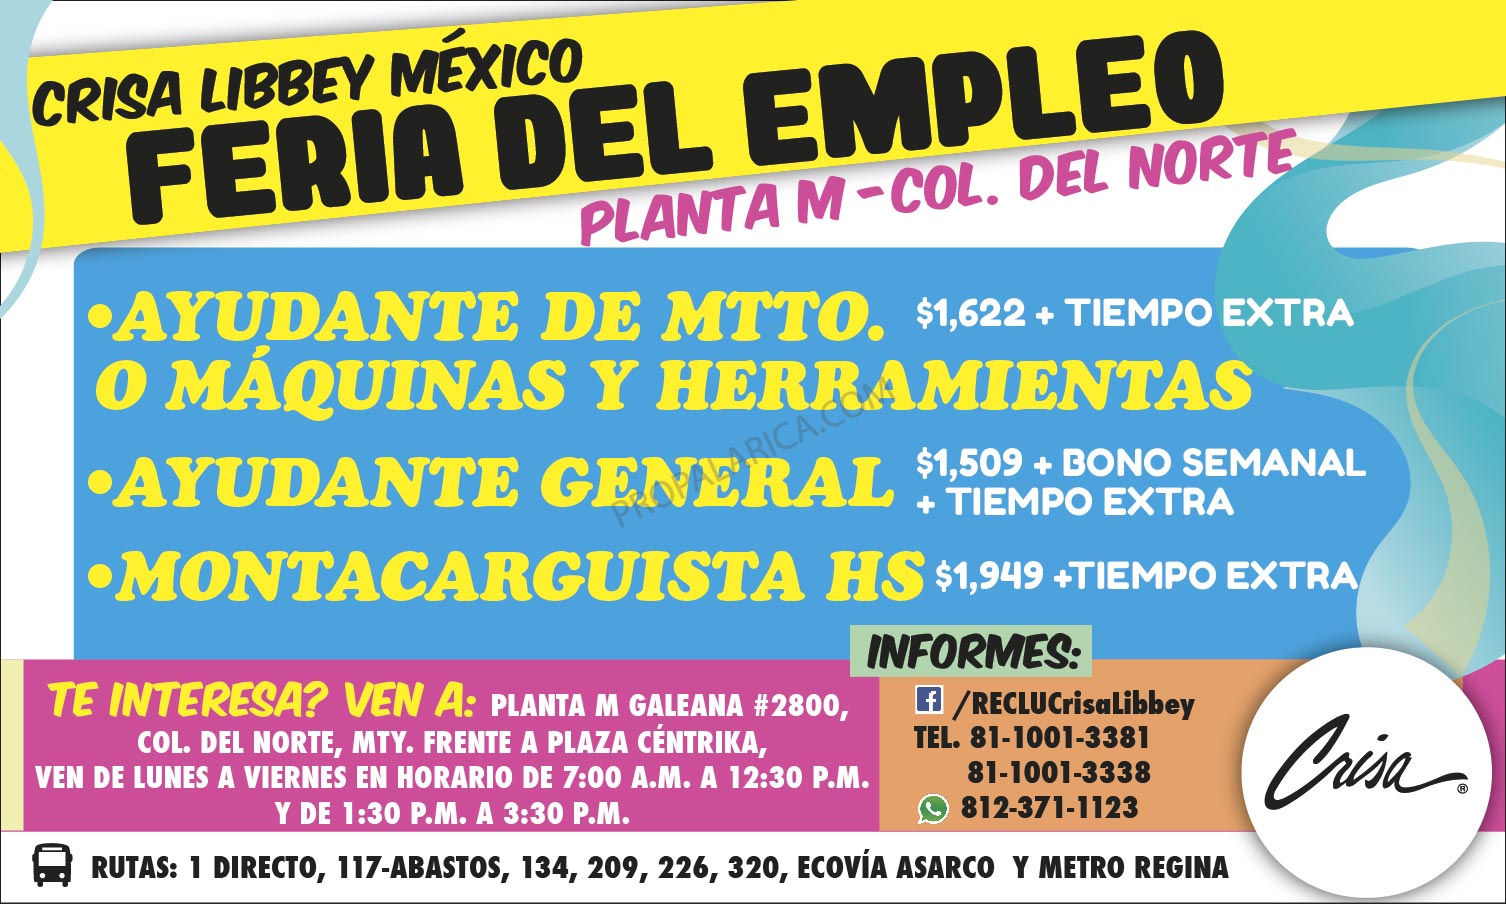 CRISA LIBBEY MÉXICO
FERIA DEL EMPLEO
PLANTA M - COL. DEL NORTE
•AYUDANTE DE MTTO. $1,622 + TIEMPO EXTRA
O MÁQUINAS Y HERRAMIENTAS
•AYUDANTE GENERAL $1,509 + BONO SEMANAL
+ TIEMPO EXTRA
•MONTACARGUISTA HS $1,949 +TIEMPO EXTRA
PROPALARICA.COM
TE INTERESA? VEN A: PLANTA M GALEANA #2800,
COL. DEL NORTE, MTY. FRENTE A PLAZA CÉNTRIKA,
VEN DE LUNES A VIERNES EN HORARIO DE 7:00 A.M. A 12:30 P.M.
Y DE 1:30 P.M. A 3:30 P.M.
INFORMES:
f /RECLUCrisaLibbey
TEL. 81-1001-3381
81-1001-3338
812-371-1123
Crisa®
RUTAS: 1 DIRECTO, 117-ABASTOS, 134, 209, 226, 320, ECOVÍA ASARCO Y METRO REGINA